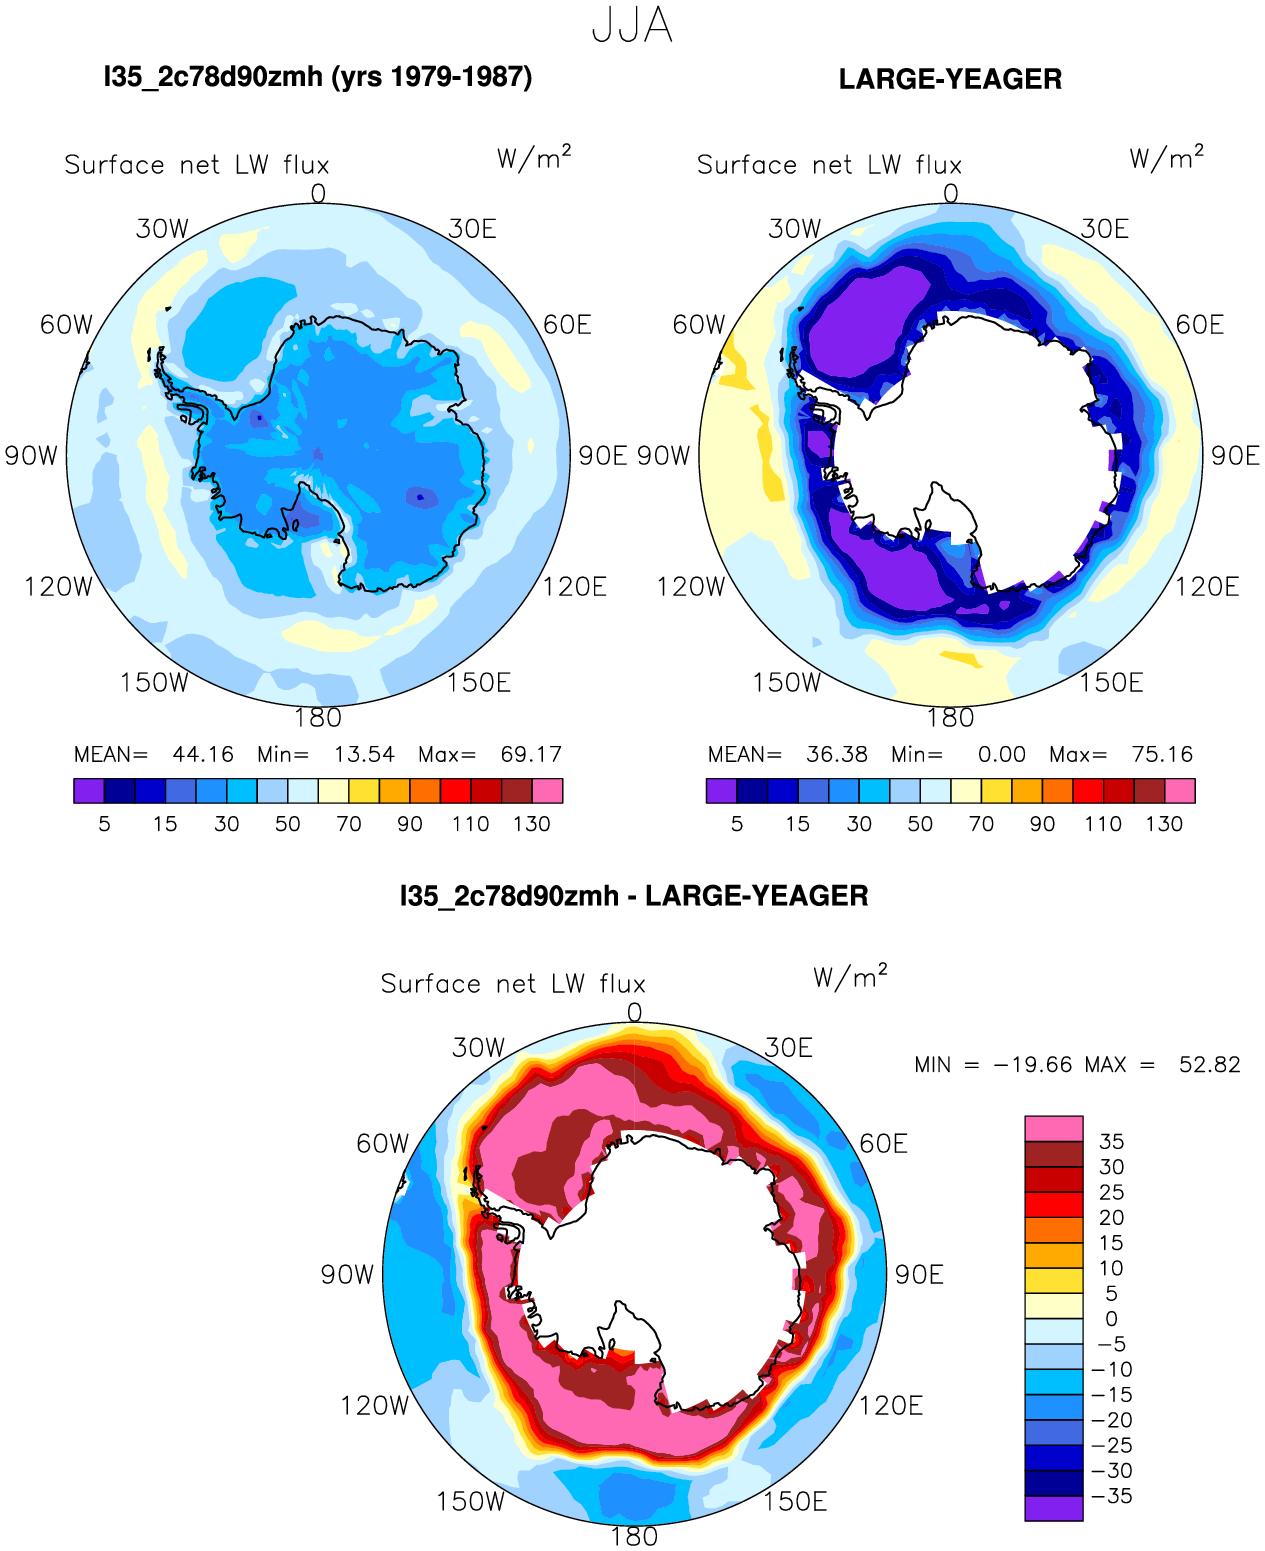 JJA
l35_2c78d90zmh (yrs 1979-1987)
LARGE-YEAGER
Surface net LW flux
W/m2
Surface net LW flux
W/m2
0
30W 30E
60W 60E
90W 90E
120W 120E
150W 150E
180
0
30W 30E
60W 60E
90W 90E
120W 120E
150W 150E
180
MEAN= 44.16 Min= 13.54 Max= 69.17
5 15 30 50 70 90 110 130
MEAN= 36.38 Min= 0.00 Max= 75.16
5 15 30 50 70 90 110 130
l35_2c78d90zmh - LARGE-YEAGER
Surface net LW flux
W/m2
0
30W 30E
60W 60E
90W 90E
120W 120E
150W 150E
180
MIN = -19.66 MAX = 52.82
35
30
25
20
15
10
5
0
-5
-10
-15
-20
-25
-30
-35